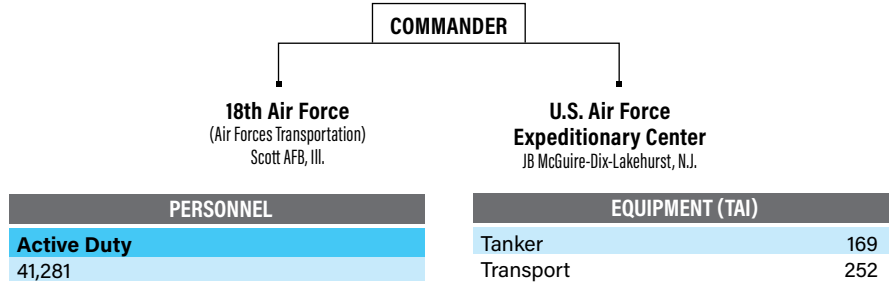 COMMANDER
18th Air Force
(Air Forces Transportation)
Scott AFB, Ill.
U.S. Air Force
Expeditionary Center
JB McGuire-Dix-Lakehurst, N.J.
PERSONNEL
Active Duty
41,281
EQUIPMENT (TAI)
Tanker 169
Transport 252